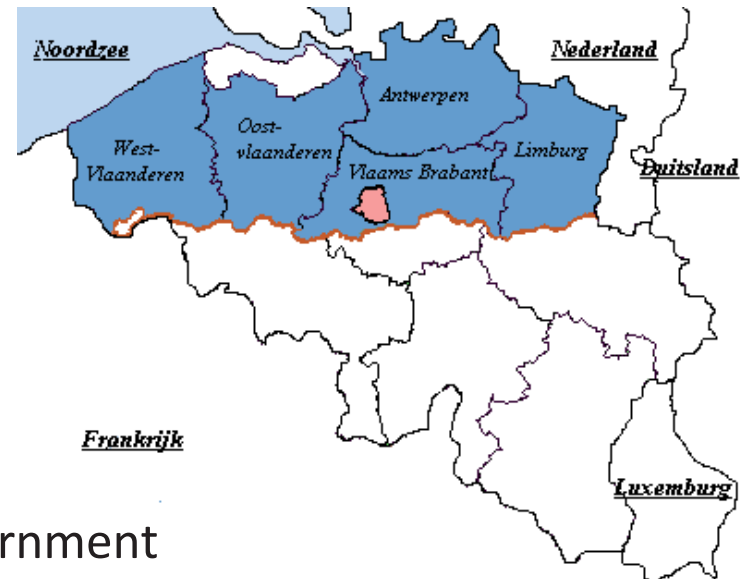 Noordzee
Nederland
Antwerpen
Oost-
vlaanderen
West-
Vlaanderen
Limburg
Vlaams Brabant
Duitsland
Frankrijk
Luxemburg
rnment